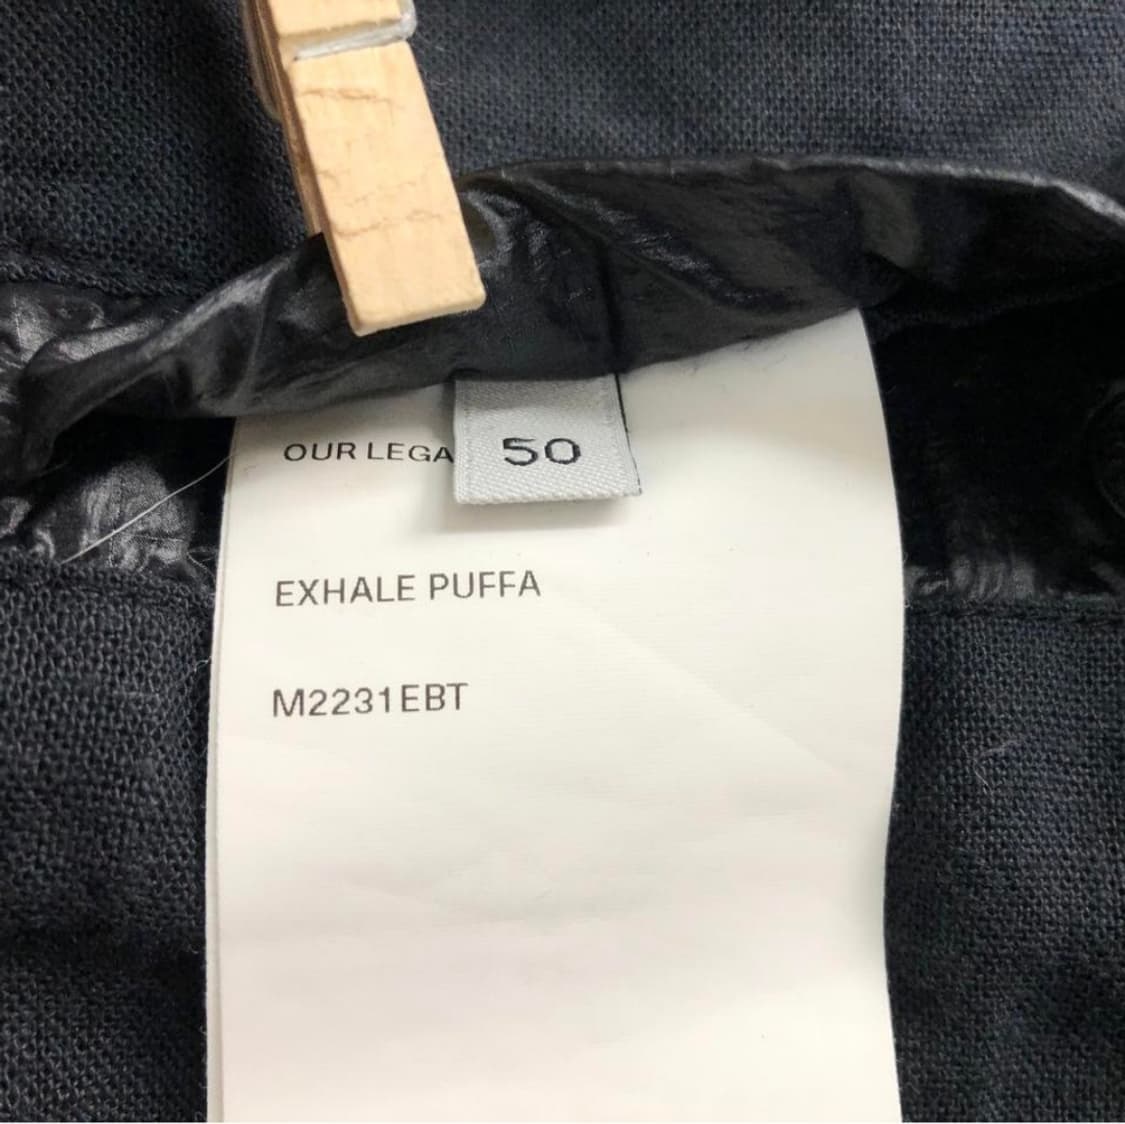 OUR LEGA
50
EXHALE PUFFA
M2231EBT